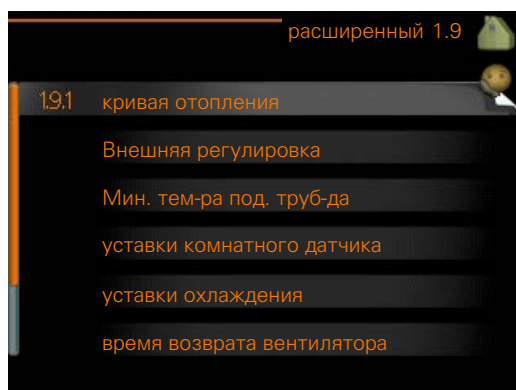 расширенный 1.9
1.9.1 кривая отопления
Внешняя регулировка
Мин. тем-ра под. труб-да
уставки комнатного датчика
уставки охлаждения
время возврата вентилятора